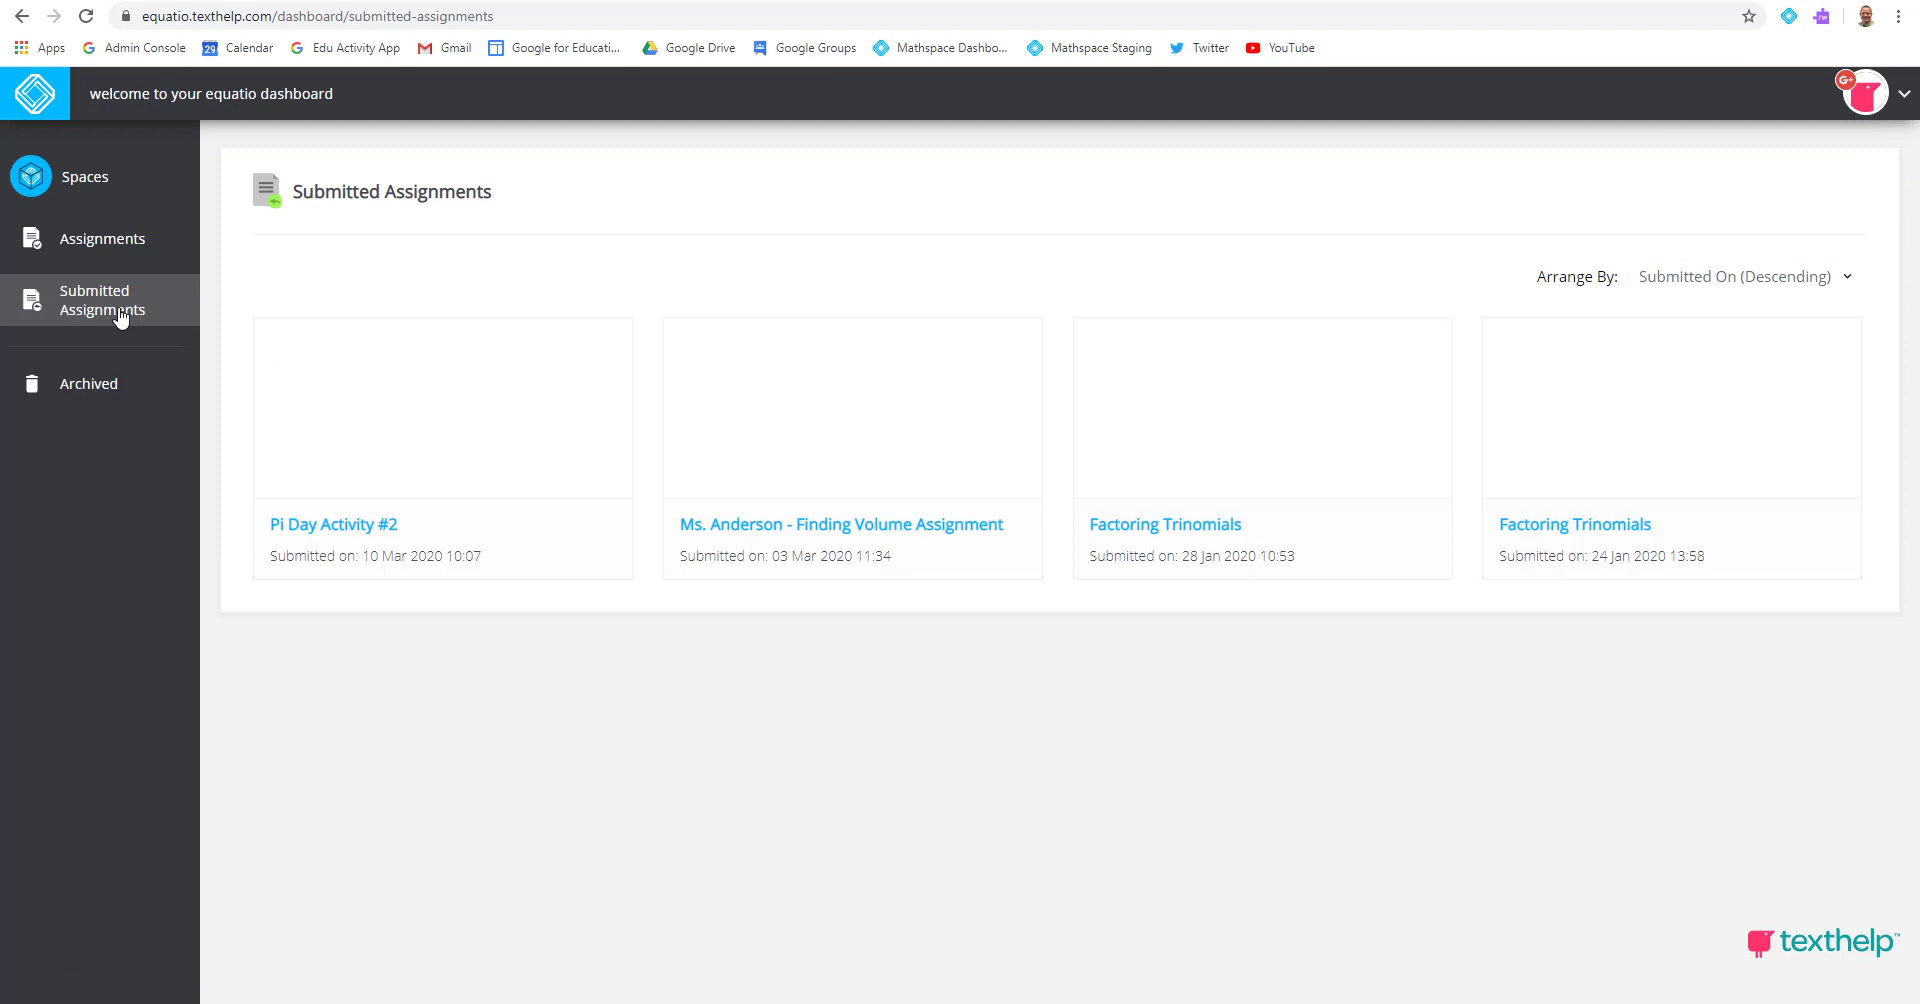 equatio.texthelp.com/dashboard/submitted-assignments
Apps Admin Console 29 Calendar Edu Activity App Gmail Google for Educati... Google Drive Google Groups Mathspace Dashbo... Mathspace Staging Twitter YouTube
rw
welcome to your equatio dashboard
G+
Spaces
Assignments
Submitted
Assignments
Archived
Submitted Assignments
Arrange By: Submitted On (Descending)
Pi Day Activity #2
Submitted on: 10 Mar 2020 10:07
Ms. Anderson - Finding Volume Assignment
Submitted on: 03 Mar 2020 11:34
Factoring Trinomials
Submitted on: 28 Jan 2020 10:53
Factoring Trinomials
Submitted on: 24 Jan 2020 13:58
texthelp™